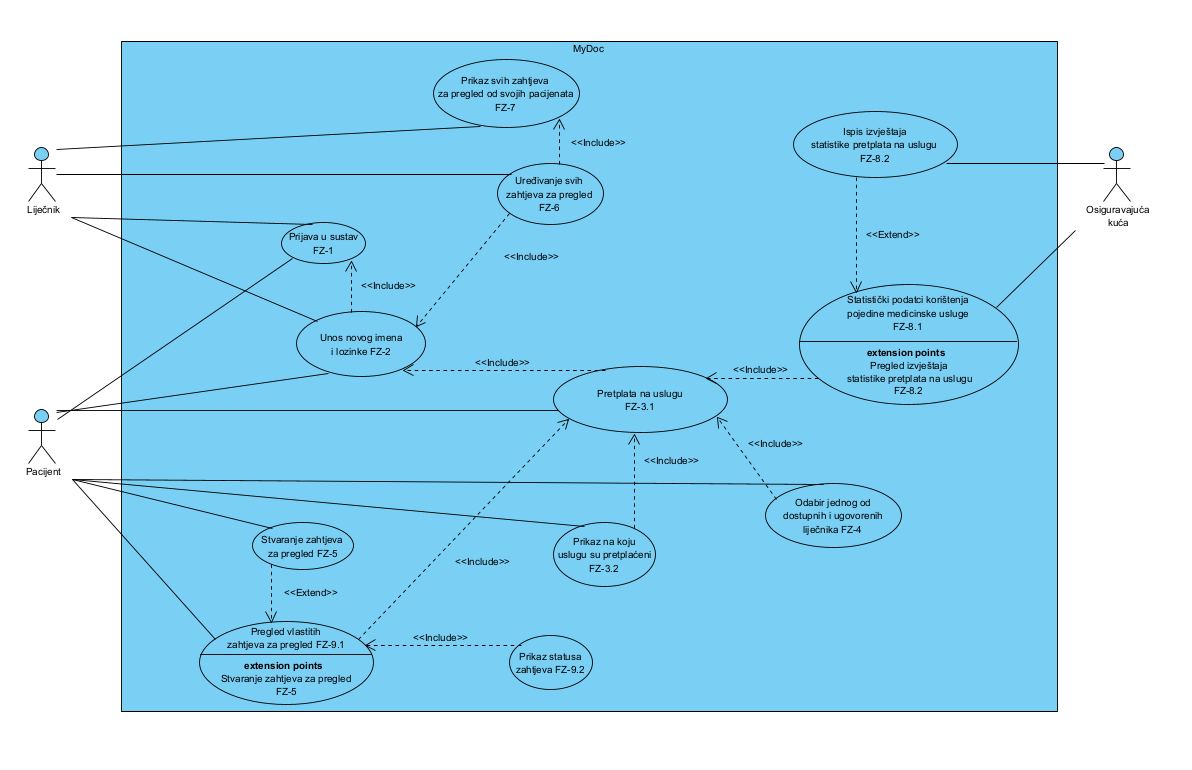 MyDoc
Prikaz svih zahtjeva
za pregled od svojih pacijenata
FZ-7
<<Include>>
Ispis izvještaja
statistike pretplata na uslugu
FZ-8.2
Liječnik
Uređivanje svih
zahtjeva za pregled
FZ-6
Osiguravajuća
kuća
Prijava u sustav
FZ-1
<<Extend>>
<<Include>>
<<Include>>
Statistički podatci korištenja
pojedine medicinske usluge
FZ-8.1
extension points
Pregled izvještaja
statistike pretplata na uslugu
FZ-8.2
Unos novog imena
i lozinke FZ-2
<<Include>>
<<Include>>
Pretplata na uslugu
FZ-3.1
Pacijent
<<Include>>
<<Include>>
Odabir jednog od
dostupnih i ugovorenih
liječnika FZ-4
Stvaranje zahtjeva
za pregled FZ-5
Prikaz na koju
uslugu su pretplaćeni
FZ-3.2
<<Include>>
<<Extend>>
Pregled vlastitih
zahtjeva za pregled FZ-9.1
extension points
Stvaranje zahtjeva za pregled
FZ-5
<<Include>>
Prikaz statusa
zahtjeva FZ-9.2